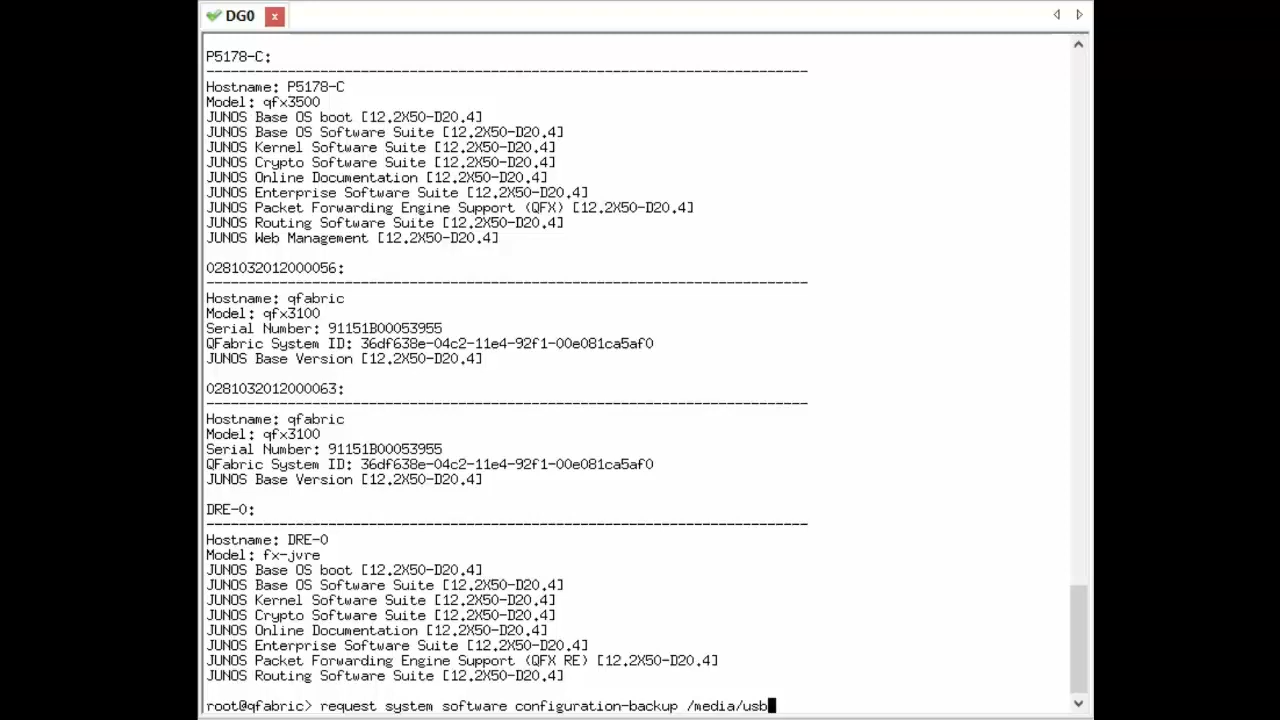 DG0 x
P5178-C:
--------------------------------------------------------------------------
Hostname: P5178-C
Model: qfx3500
JUNOS Base OS boot [12.2X50-D20.4]
JUNOS Base OS Software Suite [12.2X50-D20.4]
JUNOS Kernel Software Suite [12.2X50-D20.4]
JUNOS Crypto Software Suite [12.2X50-D20.4]
JUNOS Online Documentation [12.2X50-D20.4]
JUNOS Enterprise Software Suite [12.2X50-D20.4]
JUNOS Packet Forwarding Engine Support (QFX) [12.2X50-D20.4]
JUNOS Routing Software Suite [12.2X50-D20.4]
JUNOS Web Management [12.2X50-D20.4]
0281032012000056:
--------------------------------------------------------------------------
Hostname: qfabric
Model: qfx3100
Serial Number: 91151B00053955
QFabric System ID: 36df638e-04c2-11e4-92f1-00e081ca5af0
JUNOS Base Version [12.2X50-D20.4]
0281032012000063:
--------------------------------------------------------------------------
Hostname: qfabric
Model: qfx3100
Serial Number: 91151B00053955
QFabric System ID: 36df638e-04c2-11e4-92f1-00e081ca5af0
JUNOS Base Version [12.2X50-D20.4]
DRE-0:
--------------------------------------------------------------------------
Hostname: DRE-0
Model: fx-jvre
JUNOS Base OS boot [12.2X50-D20.4]
JUNOS Base OS Software Suite [12.2X50-D20.4]
JUNOS Kernel Software Suite [12.2X50-D20.4]
JUNOS Crypto Software Suite [12.2X50-D20.4]
JUNOS Online Documentation [12.2X50-D20.4]
JUNOS Enterprise Software Suite [12.2X50-D20.4]
JUNOS Packet Forwarding Engine Support (QFX RE) [12.2X50-D20.4]
JUNOS Routing Software Suite [12.2X50-D20.4]
root@qfabric> request system software configuration-backup /media/usb